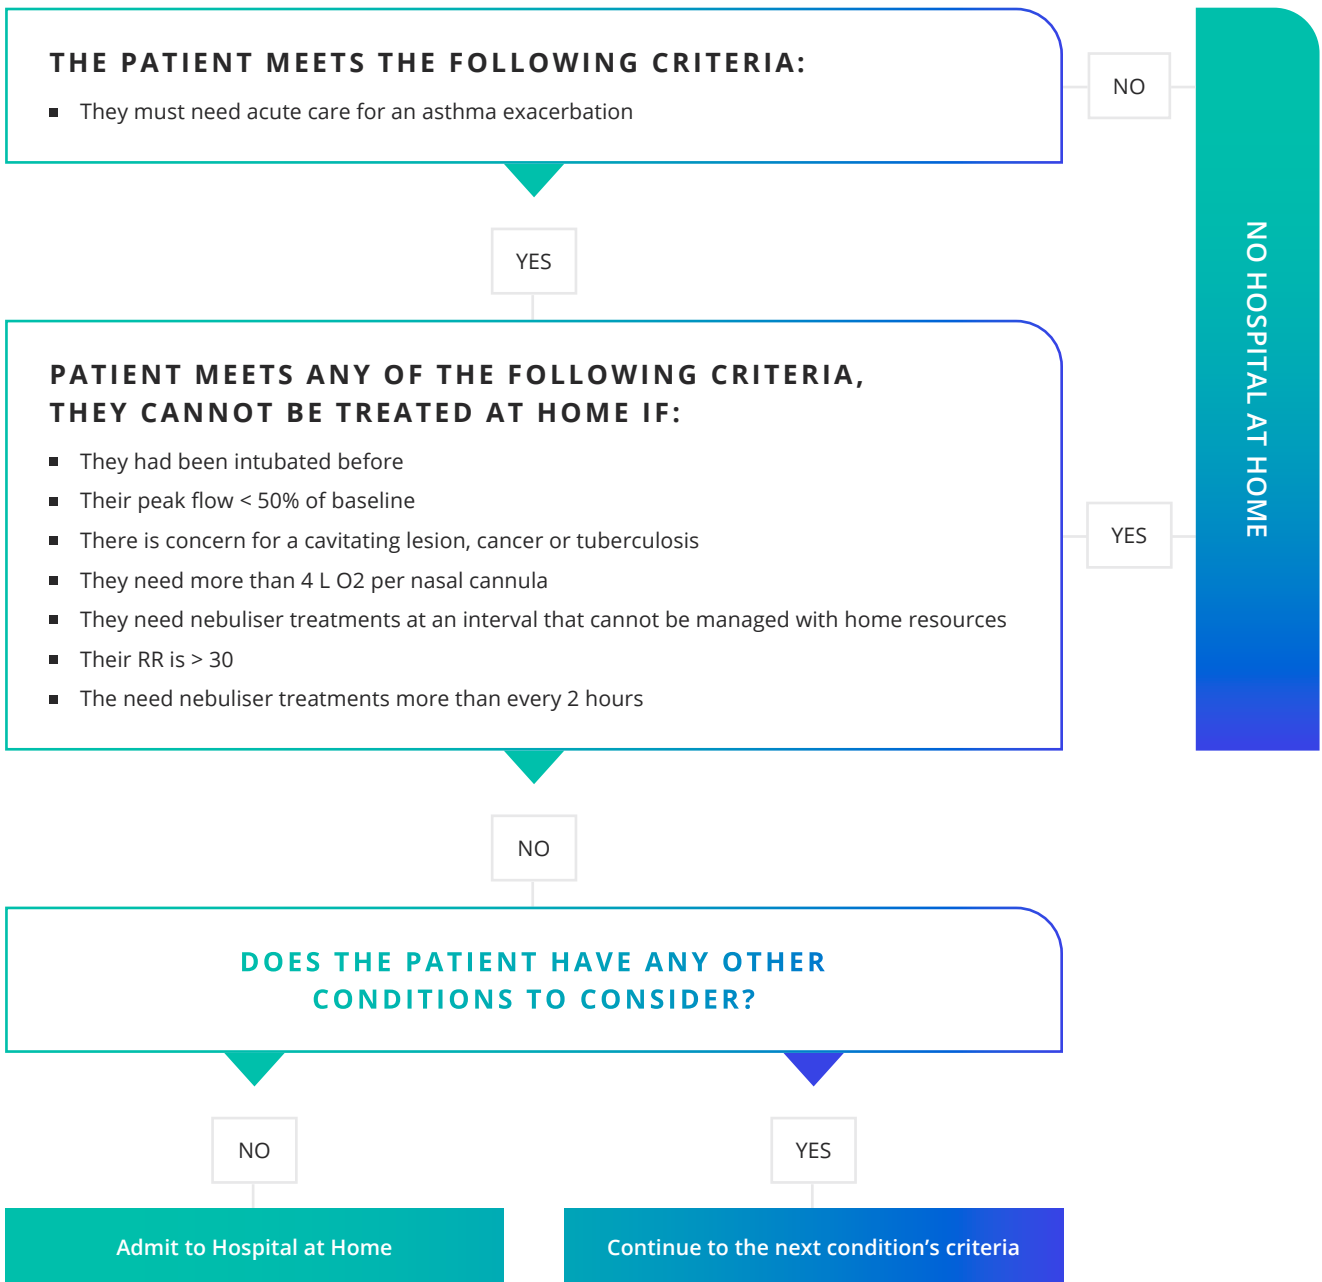 THE PATIENT MEETS THE FOLLOWING CRITERIA:
They must need acute care for an asthma exacerbation
NO
NO HOSPITAL AT HOME
YES
PATIENT MEETS ANY OF THE FOLLOWING CRITERIA,
THEY CANNOT BE TREATED AT HOME IF:
They had been intubated before
Their peak flow < 50% of baseline
There is concern for a cavitating lesion, cancer or tuberculosis
They need more than 4 L O2 per nasal cannula
They need nebuliser treatments at an interval that cannot be managed with home resources
Their RR is > 30
The need nebuliser treatments more than every 2 hours
YES
NO
DOES THE PATIENT HAVE ANY OTHER
CONDITIONS TO CONSIDER?
NO
YES
Admit to Hospital at Home
Continue to the next condition’s criteria